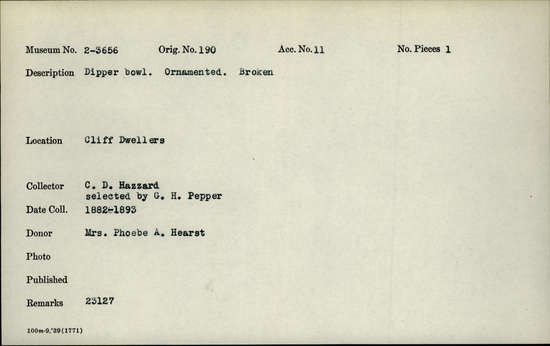 Museum No. 2-3656 Orig. No. 190 Acc. No. 11 No. Pieces 1
Description Dipper bowl. Ornamented. Broken
Location Cliff Dwellers
Collector C. D. Hazzard
selected by G. H. Pepper
Date Coll. 1882-1893
Donor Mrs. Phoebe A. Hearst
Photo
Published
Remarks 23127
100m-9,'39(1771)